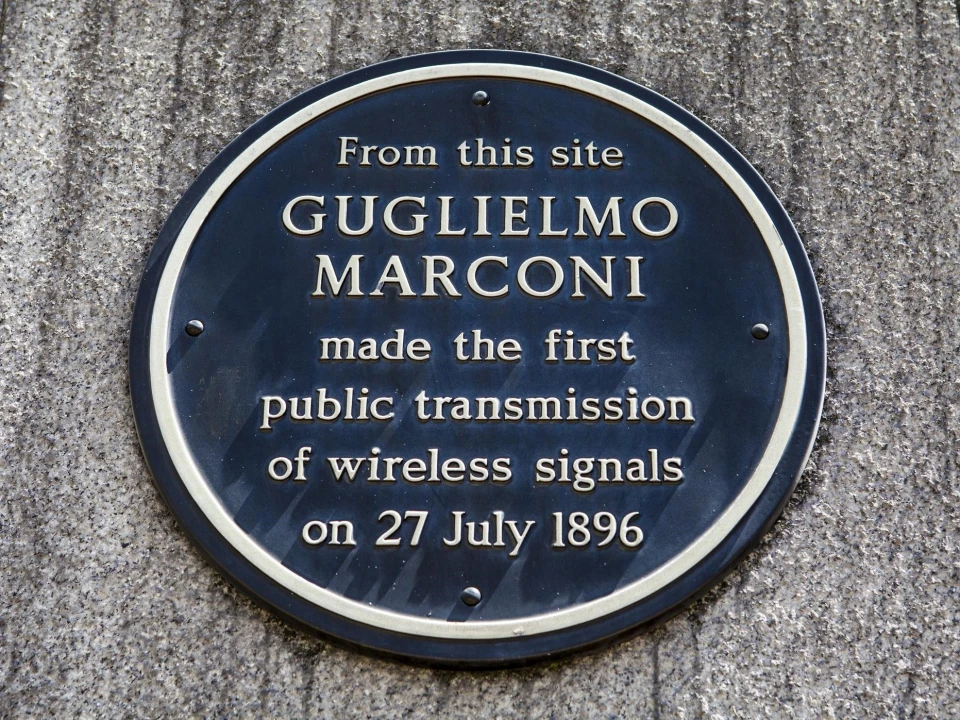 From this site
GUGLIELMO
MARCONI
made the first
public transmission
of wireless signals
on 27 July 1896